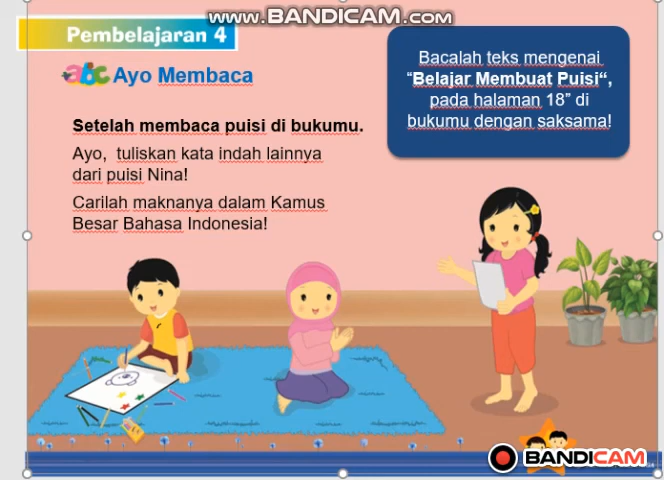 www.BANDICAM.com
Pembelajaran 4
abc Ayo Membaca
Bacalah teks mengenai
“Belajar Membuat Puisi“,
pada halaman 18” di
bukumu dengan saksama!
Setelah membaca puisi di bukumu.
Ayo, tuliskan kata indah lainnya
dari puisi Nina!
Carilah maknanya dalam Kamus
Besar Bahasa Indonesia!
BANDICAM